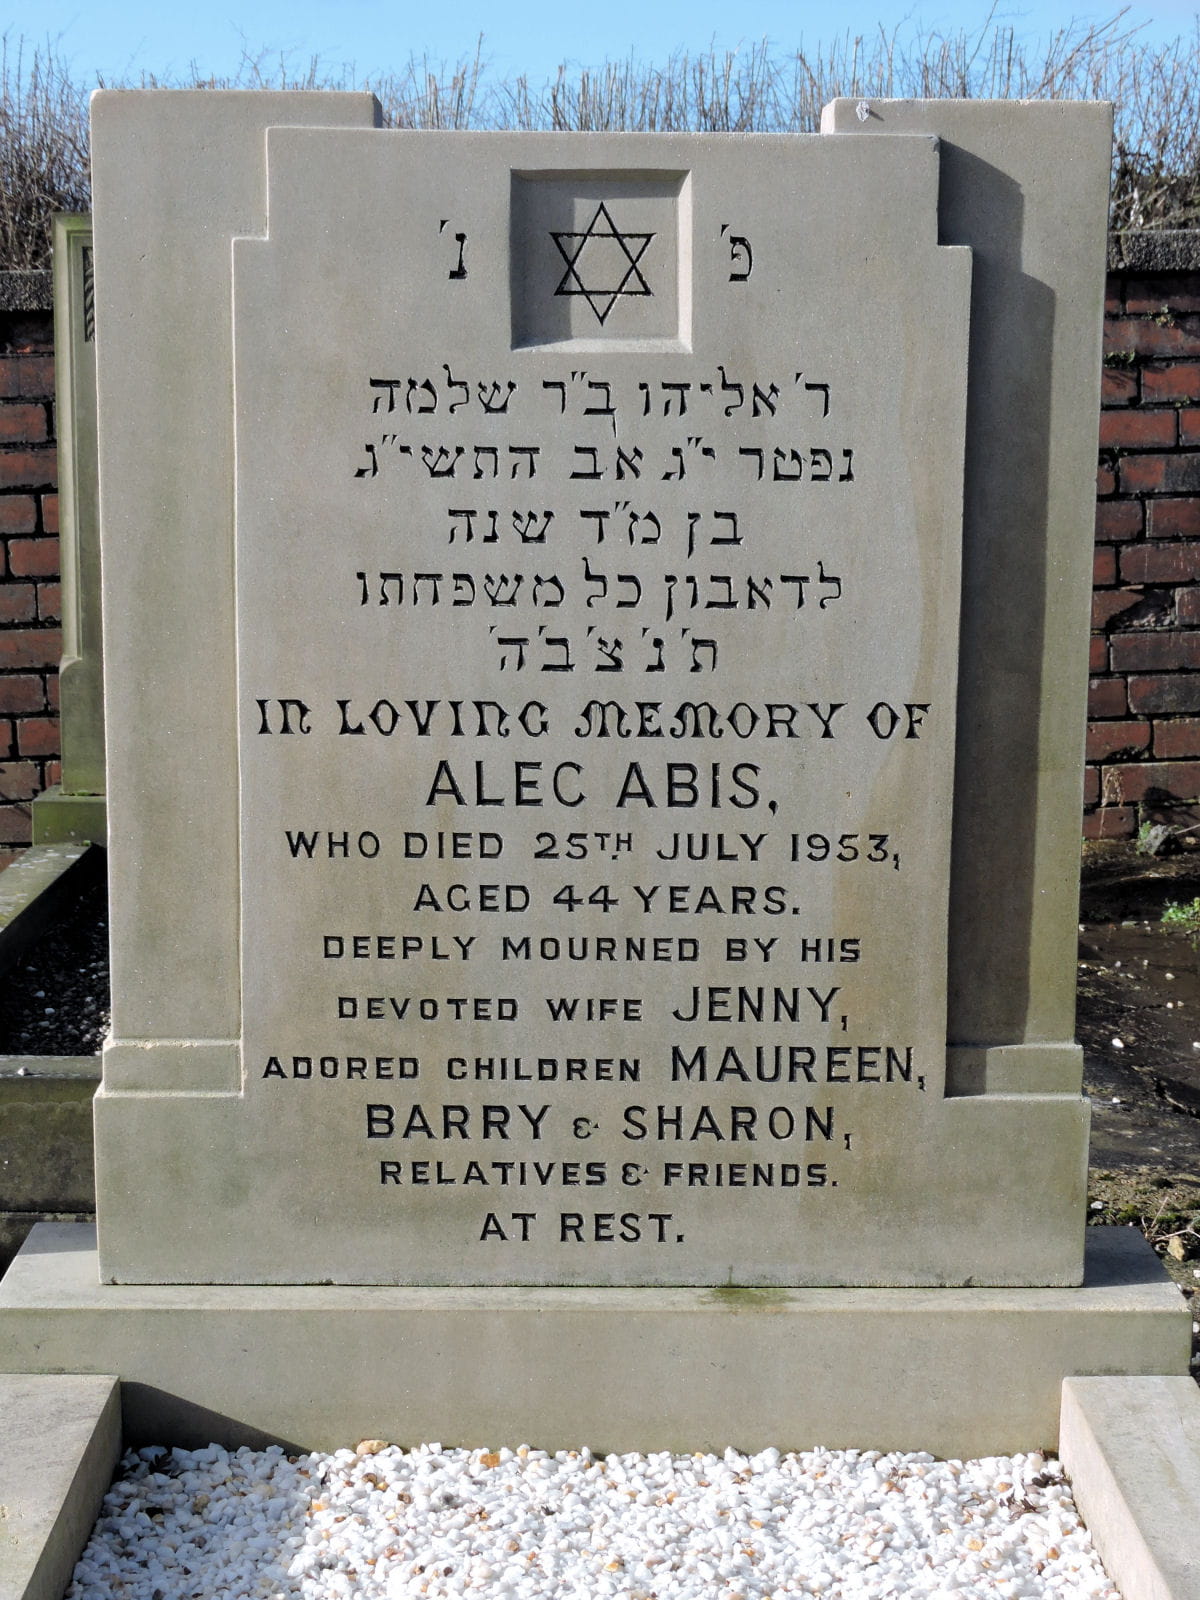 פ' נ'
ר' אליהו ב"ר שלמה
נפטר י"ג אב התשי"ג
בן מ"ד שנה
לדאבון כל משפחתו
ת' נ' צ' ב' ה'
IN LOVING MEMORY OF
ALEC ABIS,
WHO DIED 25TH JULY 1953,
AGED 44 YEARS.
DEEPLY MOURNED BY HIS
DEVOTED WIFE JENNY,
ADORED CHILDREN MAUREEN,
BARRY & SHARON,
RELATIVES & FRIENDS.
AT REST.